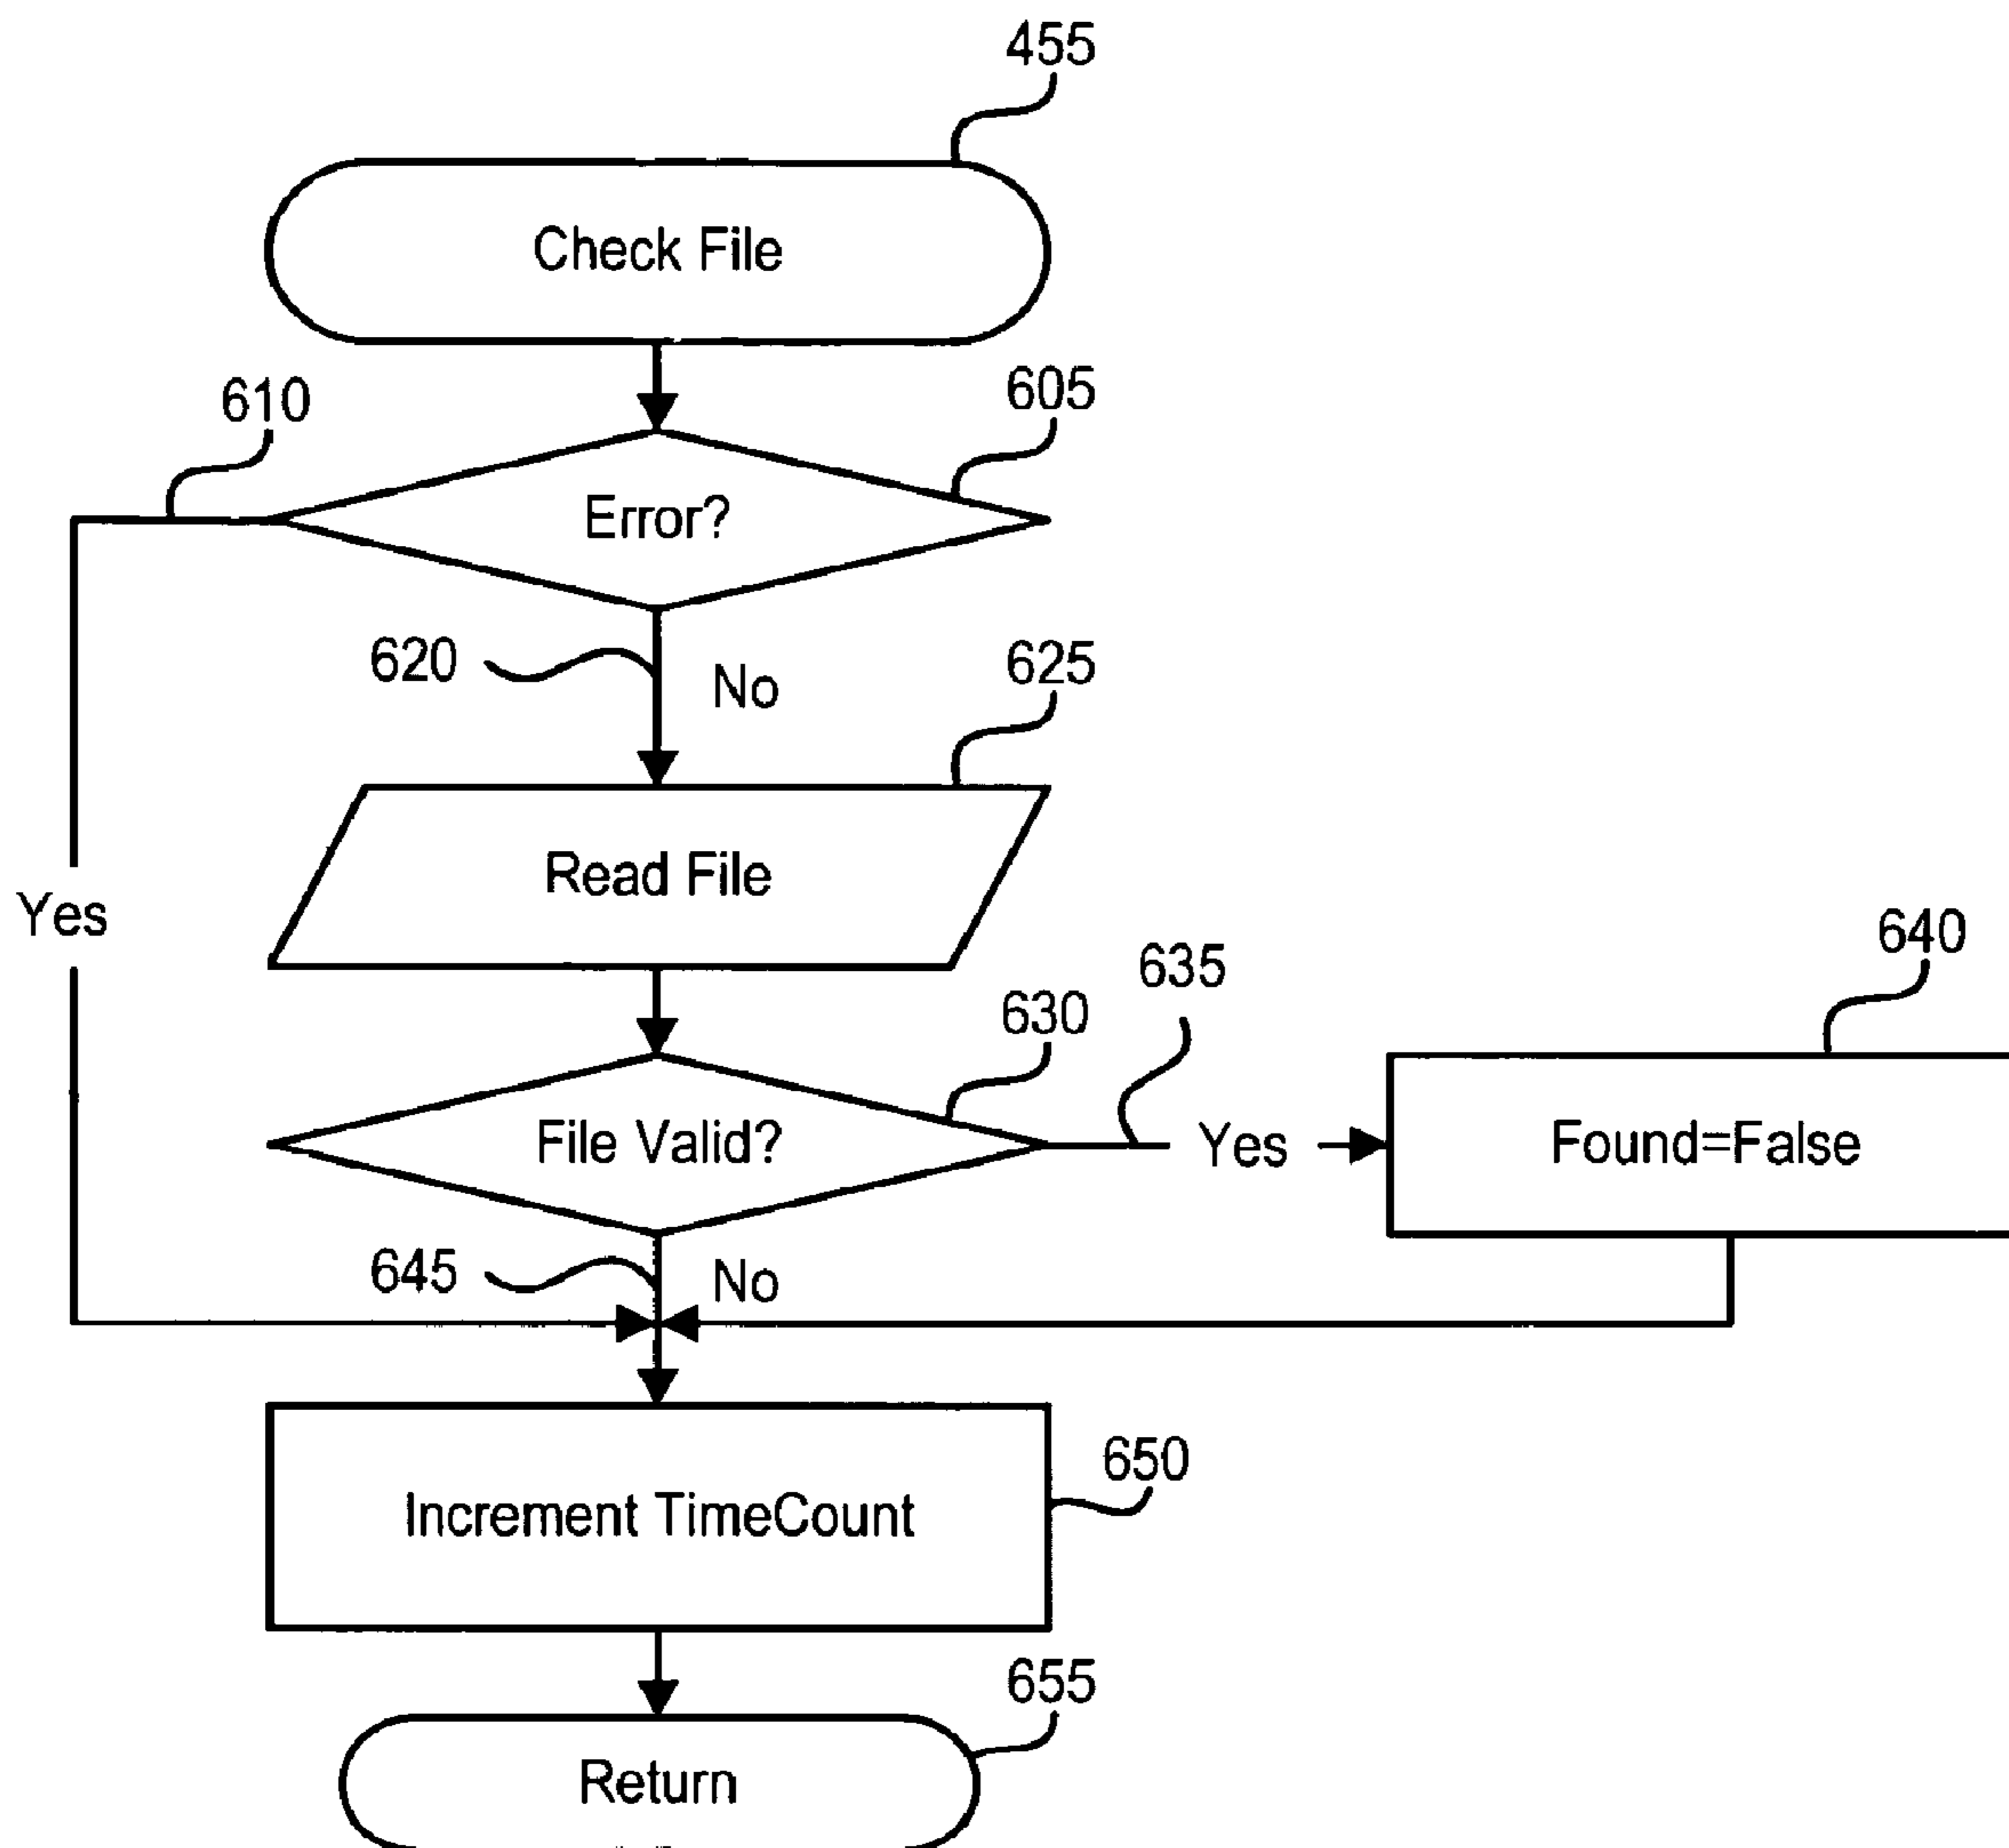 455
Check File
610
605
Error?
620
No
625
Read File
Yes
640
635
630
File Valid?
Yes
Found=False
645
No
650
Increment TimeCount
655
Return